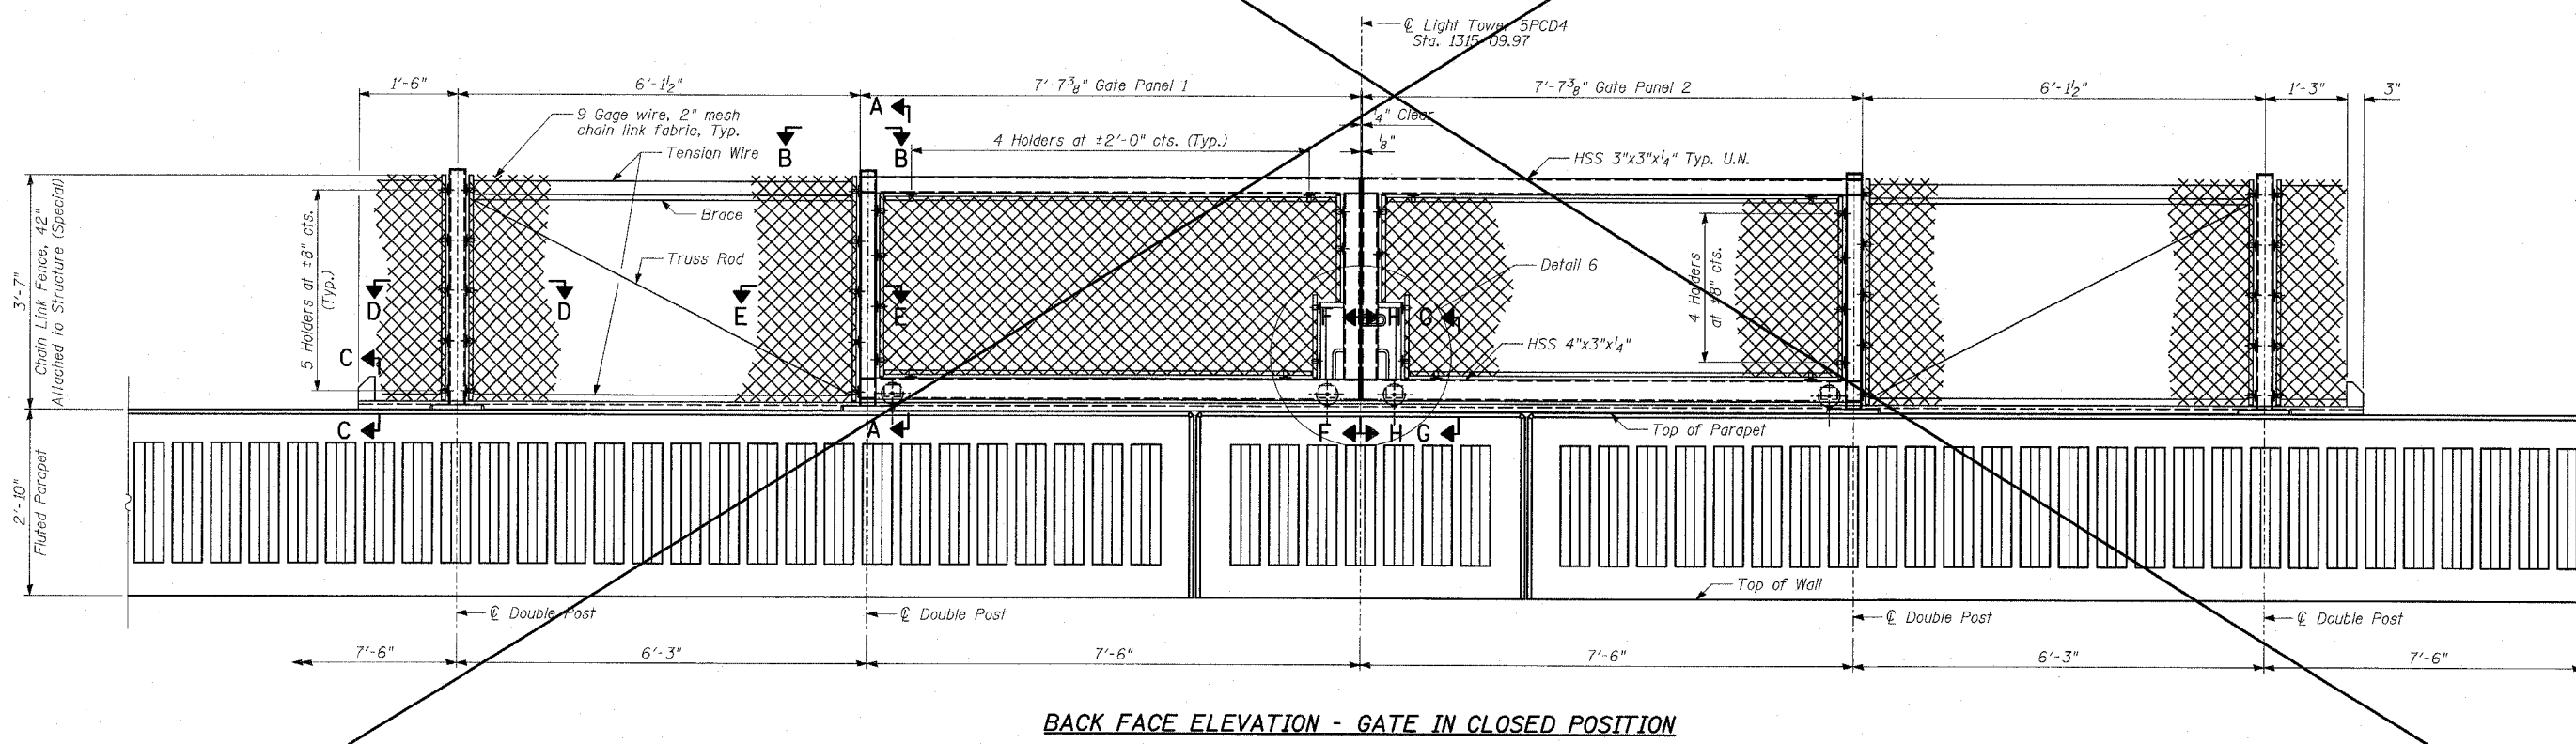 ℄ Light Tower 5PCD4
Sta. 1315+09.97
1'-6"
6'-1½"
7'-7⅜" Gate Panel 1
7'-7⅜" Gate Panel 2
6'-1½"
1'-3"
3"
A
9 Gage wire, 2" mesh
chain link fabric, Typ.
¼" Clear
B
B
4 Holders at ±2'-0" cts. (Typ.)
⅛"
Tension Wire
HSS 3"x3"x¼" Typ. U.N.
Brace
3'-7"
Chain Link Fence, 42"
Attached to Structure (Special)
5 Holders at ±8" cts.
(Typ.)
Truss Rod
Detail 6
4 Holders
at ±8" cts.
D
D
E
E
F
H
G
HSS 4"x3"x¼"
C
C
A
F
H
G
Top of Parapet
2'-10"
Fluted Parapet
Top of Wall
℄ Double Post
℄ Double Post
℄ Double Post
℄ Double Post
7'-6"
6'-3"
7'-6"
7'-6"
6'-3"
7'-6"
BACK FACE ELEVATION - GATE IN CLOSED POSITION